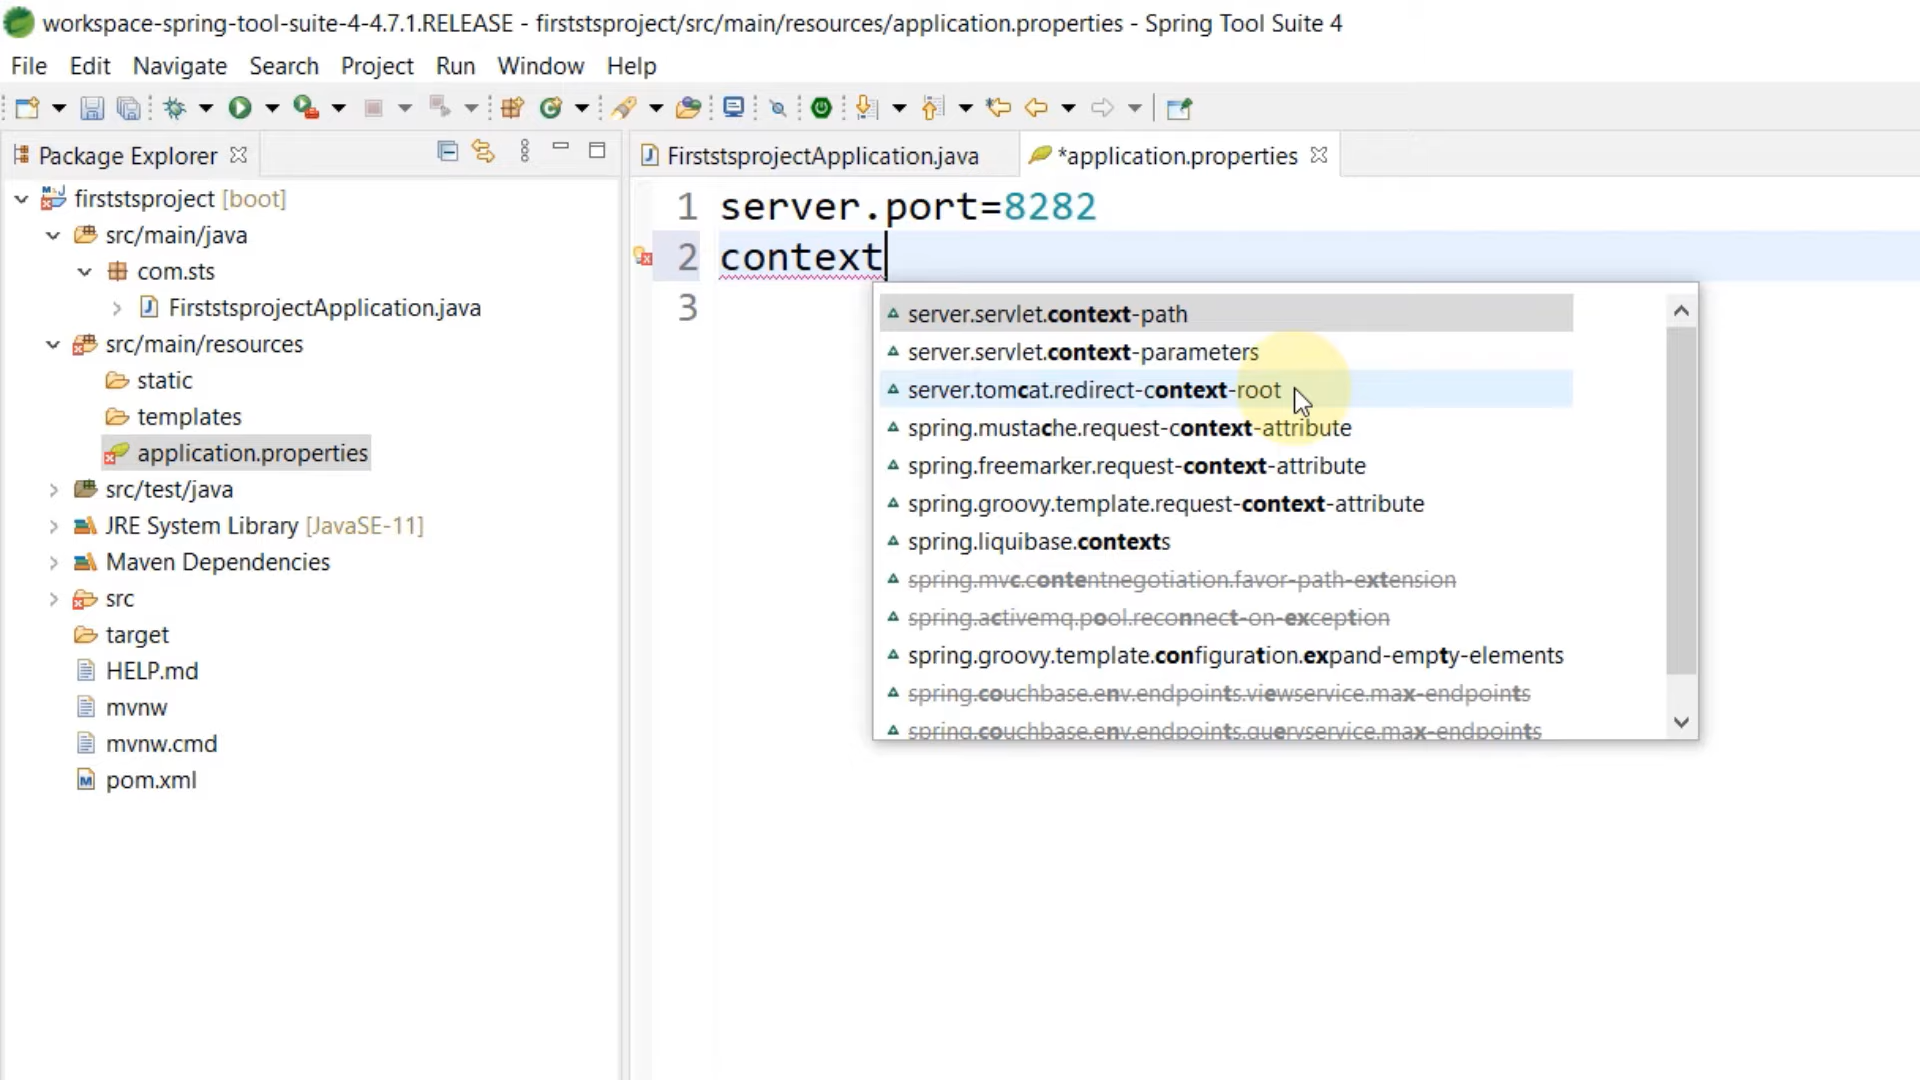 workspace-spring-tool-suite-4-4.7.1.RELEASE - firststsproject/src/main/resources/application.properties - Spring Tool Suite 4
File Edit Navigate Search Project Run Window Help
Package Explorer
FirststsprojectApplication.java
*application.properties
firststsproject [boot]
src/main/java
com.sts
FirststsprojectApplication.java
src/main/resources
static
templates
application.properties
src/test/java
JRE System Library [JavaSE-11]
Maven Dependencies
src
target
HELP.md
mvnw
mvnw.cmd
pom.xml
1 server.port=8282
2 context
3
server.servlet.context-path
server.servlet.context-parameters
server.tomcat.redirect-context-root
spring.mustache.request-context-attribute
spring.freemarker.request-context-attribute
spring.groovy.template.request-context-attribute
spring.liquibase.contexts
spring.mvc.contentnegotiation.favor-path-extension
spring.activemq.pool.reconnect-on-exception
spring.groovy.template.configuration.expand-empty-elements
spring.couchbase.env.endpoints.viewservice.max-endpoints
spring.couchbase.env.endpoints.queryservice.max-endpoints